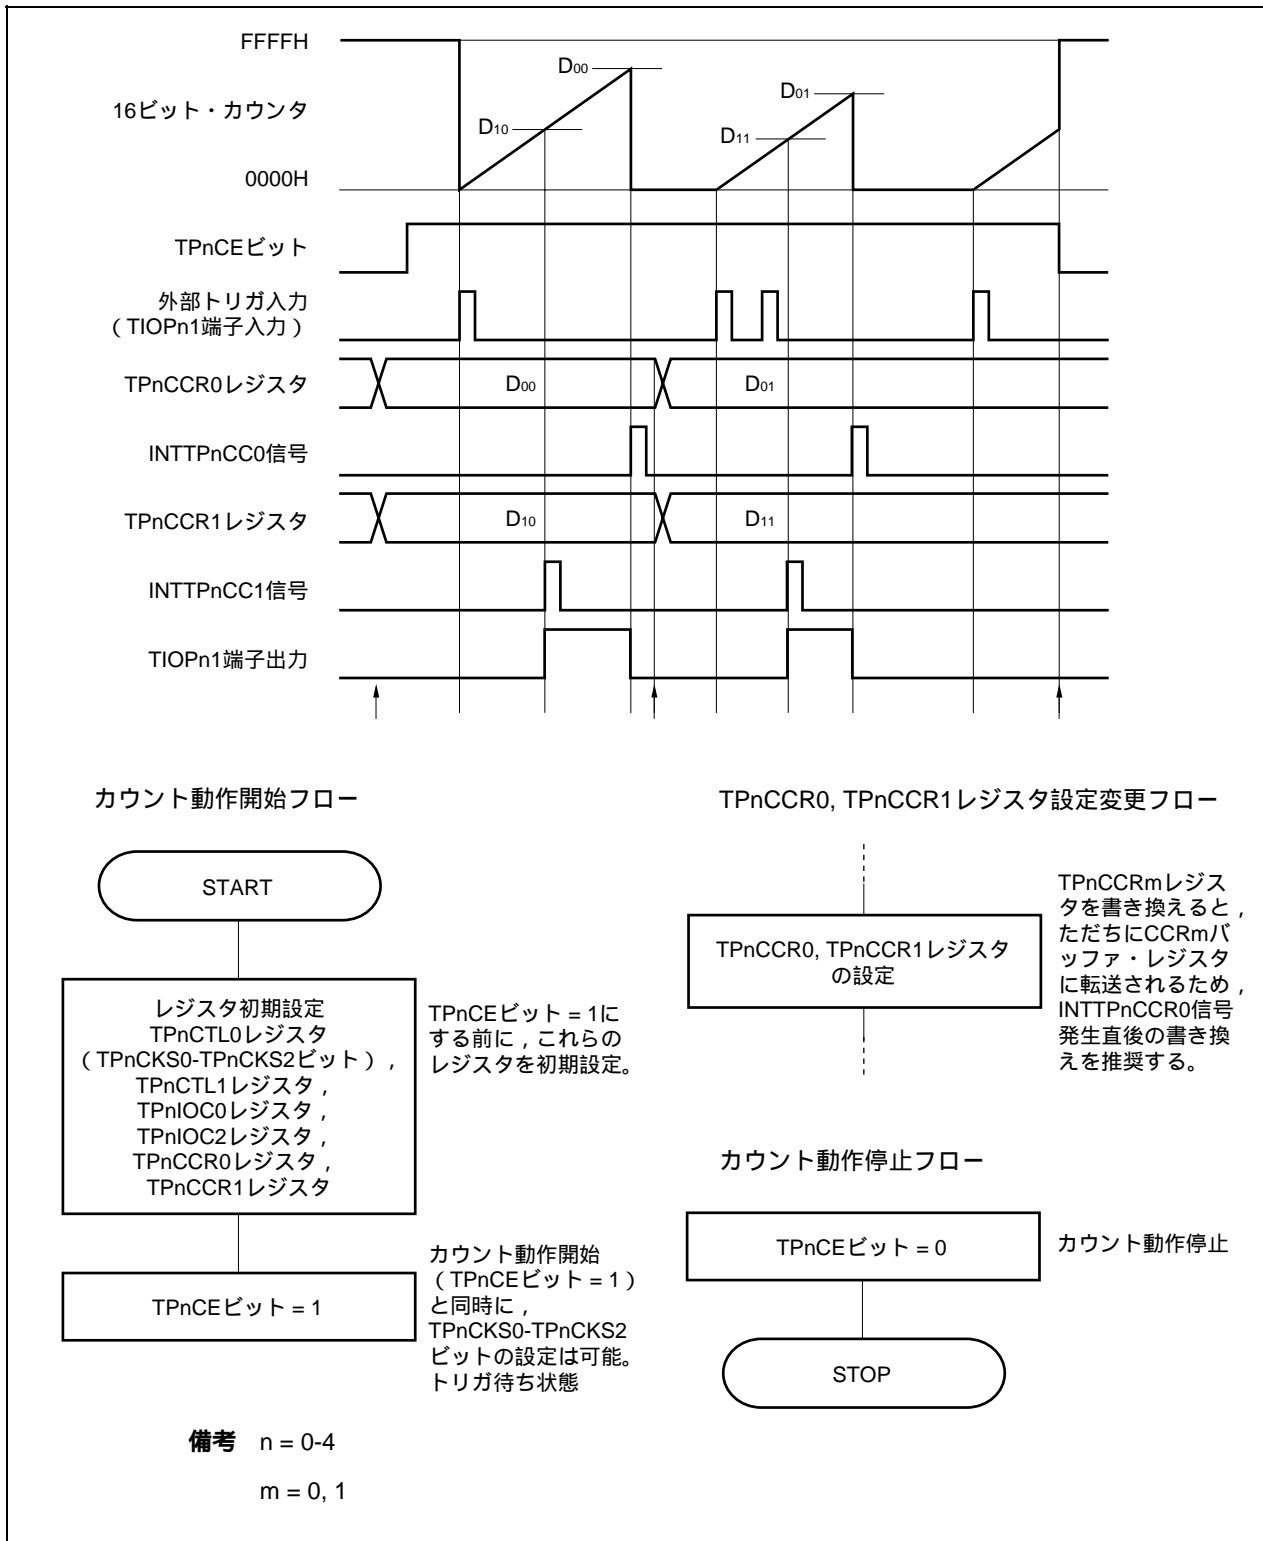 FFFFH
D00
16ビット・カウンタ
D01
D10
D11
0000H
TPnCEビット
外部トリガ入力
（TIOPn1端子入力）
TPnCCR0レジスタ
D00
D01
INTTPnCC0信号
TPnCCR1レジスタ
D10
D11
INTTPnCC1信号
TIOPn1端子出力
カウント動作開始フロー
START
レジスタ初期設定
TPnCTL0レジスタ
（TPnCKS0-TPnCKS2ビット），
TPnCTL1レジスタ，
TPnIOC0レジスタ，
TPnIOC2レジスタ，
TPnCCR0レジスタ，
TPnCCR1レジスタ
TPnCEビット = 1に
する前に，これらの
レジスタを初期設定。
TPnCEビット = 1
カウント動作開始
（TPnCEビット = 1）
と同時に，
TPnCKS0-TPnCKS2
ビットの設定は可能。
トリガ待ち状態
TPnCCR0, TPnCCR1レジスタ設定変更フロー
TPnCCR0, TPnCCR1レジスタ
の設定
TPnCCRmレジス
タを書き換えると，
ただちにCCRmバ
ッファ・レジスタ
に転送されるため，
INTTPnCCR0信号
発生直後の書き換
えを推奨する。
カウント動作停止フロー
TPnCEビット = 0
カウント動作停止
STOP
備考 n = 0-4
m = 0, 1